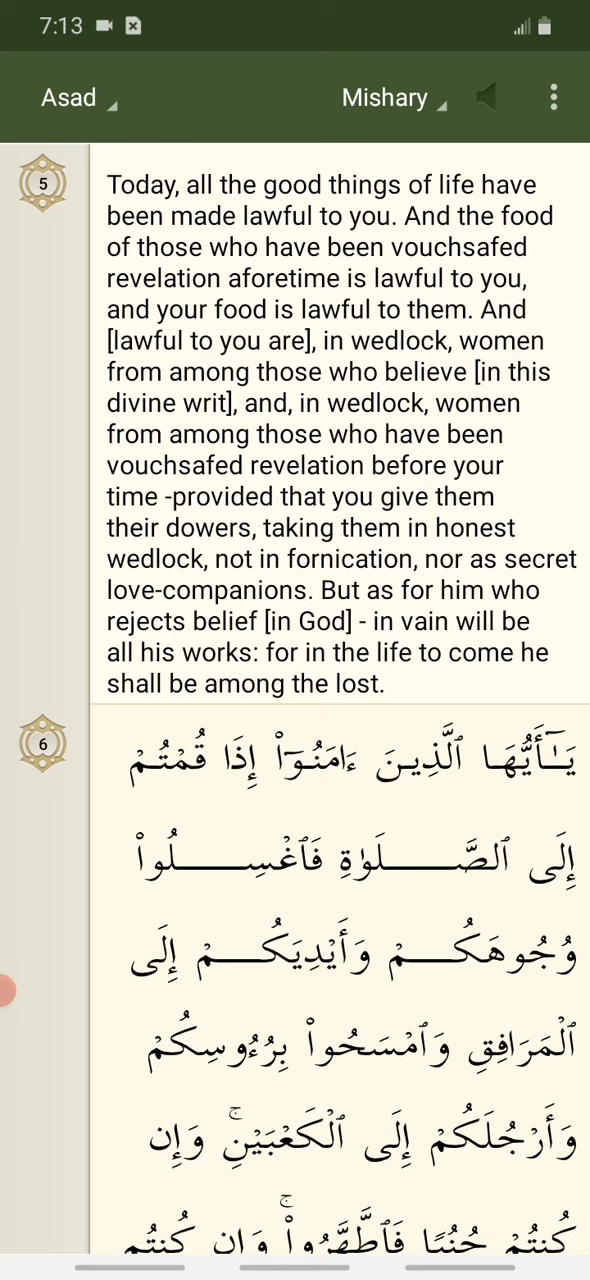 7:13
Asad
Mishary
5
Today, all the good things of life have
been made lawful to you. And the food
of those who have been vouchsafed
revelation aforetime is lawful to you,
and your food is lawful to them. And
[lawful to you are], in wedlock, women
from among those who believe [in this
divine writ], and, in wedlock, women
from among those who have been
vouchsafed revelation before your
time -provided that you give them
their dowers, taking them in honest
wedlock, not in fornication, nor as secret
love-companions. But as for him who
rejects belief [in God] - in vain will be
all his works: for in the life to come he
shall be among the lost.
6
يَـٰٓأَيُّهَا ٱلَّذِينَ ءَامَنُوٓا۟ إِذَا قُمْتُمْ
إِلَى ٱلصَّلَوٰةِ فَٱغْسِلُوا۟
وُجُوهَكُمْ وَأَيْدِيَكُمْ إِلَى
ٱلْمَرَافِقِ وَٱمْسَحُوا۟ بِرُءُوسِكُمْ
وَأَرْجُلَكُمْ إِلَى ٱلْكَعْبَيْنِ ۚ وَإِن
كُنتُمْ جُنُبًا فَٱطَّهَّرُوا۟ ۚ وَإِن كُنتُم